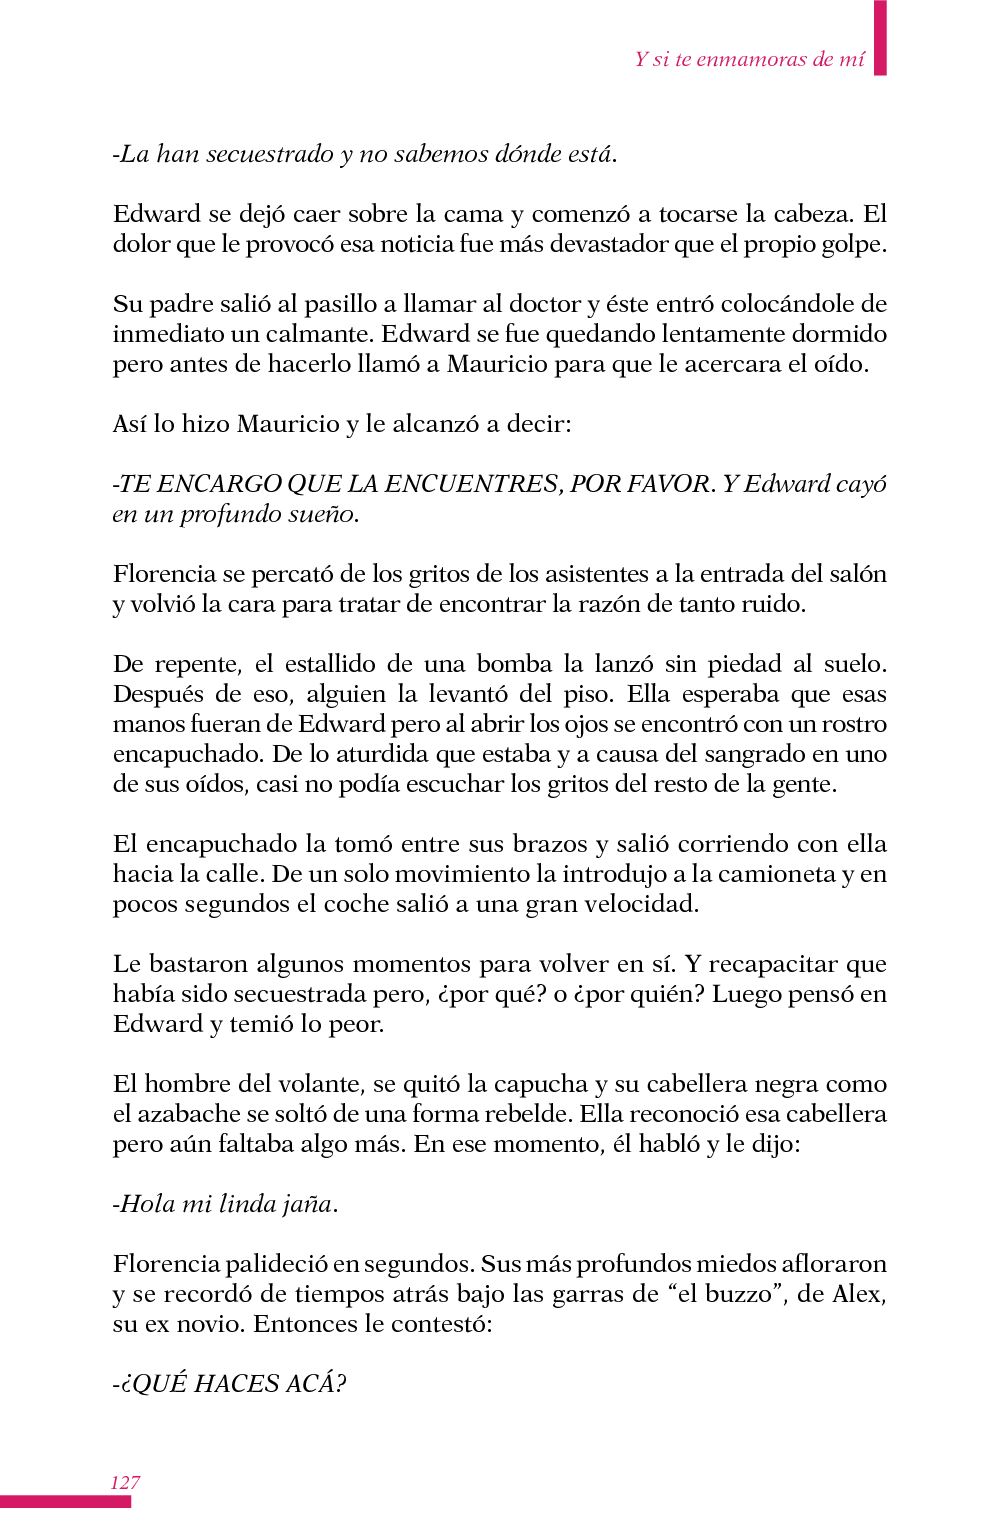 Y si te enmamoras de mí
-La han secuestrado y no sabemos dónde está.
Edward se dejó caer sobre la cama y comenzó a tocarse la cabeza. El
dolor que le provocó esa noticia fue más devastador que el propio golpe.
Su padre salió al pasillo a llamar al doctor y éste entró colocándole de
inmediato un calmante. Edward se fue quedando lentamente dormido
pero antes de hacerlo llamó a Mauricio para que le acercara el oído.
Así lo hizo Mauricio y le alcanzó a decir:
-TE ENCARGO QUE LA ENCUENTRES, POR FAVOR. Y Edward cayó
en un profundo sueño.
Florencia se percató de los gritos de los asistentes a la entrada del salón
y volvió la cara para tratar de encontrar la razón de tanto ruido.
De repente, el estallido de una bomba la lanzó sin piedad al suelo.
Después de eso, alguien la levantó del piso. Ella esperaba que esas
manos fueran de Edward pero al abrir los ojos se encontró con un rostro
encapuchado. De lo aturdida que estaba y a causa del sangrado en uno
de sus oídos, casi no podía escuchar los gritos del resto de la gente.
El encapuchado la tomó entre sus brazos y salió corriendo con ella
hacia la calle. De un solo movimiento la introdujo a la camioneta y en
pocos segundos el coche salió a una gran velocidad.
Le bastaron algunos momentos para volver en sí. Y recapacitar que
había sido secuestrada pero, ¿por qué? o ¿por quién? Luego pensó en
Edward y temió lo peor.
El hombre del volante, se quitó la capucha y su cabellera negra como
el azabache se soltó de una forma rebelde. Ella reconoció esa cabellera
pero aún faltaba algo más. En ese momento, él habló y le dijo:
-Hola mi linda jaña.
Florencia palideció en segundos. Sus más profundos miedos afloraron
y se recordó de tiempos atrás bajo las garras de “el buzzo”, de Alex,
su ex novio. Entonces le contestó:
-¿QUÉ HACES ACÁ?
127